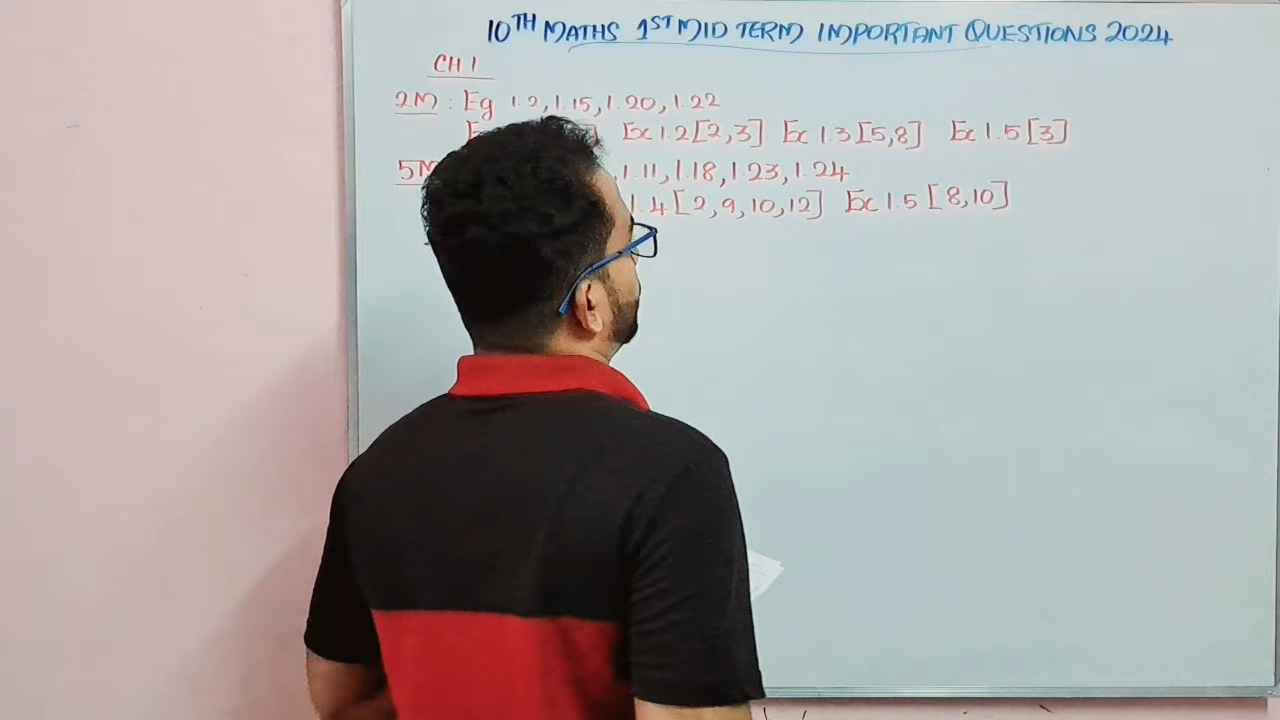 10TH MATHS 1ST MID TERM IMPORTANT QUESTIONS 2024
CH 1
2M : Eg 1.2, 1.15, 1.20, 1.22
] Ex 1.2 [2,3] Ex 1.3 [5,8] Ex 1.5 [3]
5M , 1.11, 1.18, 1.23, 1.24
1.4 [2, 9, 10, 12] Ex 1.5 [8,10]